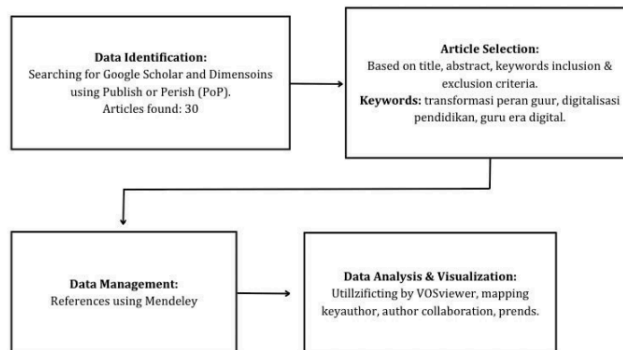 Data Identification:
Searching for Google Scholar and Dimensoins
using Publish or Perish (PoP).
Articles found: 30
Article Selection:
Based on title, abstract, keywords inclusion &
exclusion criteria.
Keywords: transformasi peran guur, digitalisasi
pendidikan, guru era digital.
Data Management:
References using Mendeley
Data Analysis & Visualization:
Utillzificting by VOSviewer, mapping
keyauthor, author collaboration, prends.